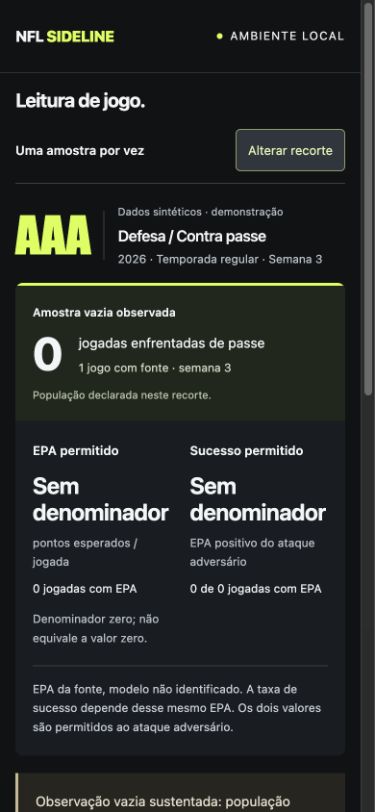 NFL SIDELINE
AMBIENTE LOCAL
Leitura de jogo.
Uma amostra por vez
Alterar recorte
AAA
Dados sintéticos · demonstração
Defesa / Contra passe
2026 · Temporada regular · Semana 3
Amostra vazia observada
0
jogadas enfrentadas de passe
1 jogo com fonte · semana 3
População declarada neste recorte.
EPA permitido
Sem
denominador
pontos esperados /
jogada
0 jogadas com EPA
Denominador zero; não
equivale a valor zero.
Sucesso permitido
Sem
denominador
EPA positivo do ataque
adversário
0 de 0 jogadas com EPA
EPA da fonte, modelo não identificado. A taxa de
sucesso depende desse mesmo EPA. Os dois valores
são permitidos ao ataque adversário.
Observação vazia sustentada: população